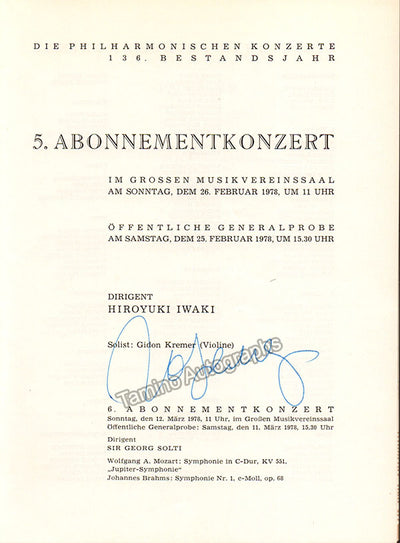 DIE PHILHARMONISCHEN KONZERTE
136. BESTANDSJAHR
5. ABONNEMENTKONZERT
IM GROSSEN MUSIKVEREINSSAAL
AM SONNTAG, DEM 26. FEBRUAR 1978, UM 11 UHR
ÖFFENTLICHE GENERALPROBE
AM SAMSTAG, DEM 25. FEBRUAR 1978, UM 15.30 UHR
DIRIGENT
HIROYUKI IWAKI
Solist: Gidon Kremer (Violine)
Tamino Autographs
6. ABONNEMENTKONZERT
Sonntag, den 12. März 1978, 11 Uhr, im Großen Musikvereinssaal
Öffentliche Generalprobe: Samstag, den 11. März 1978, 15.30 Uhr
Dirigent
SIR GEORG SOLTI
Wolfgang A. Mozart: Symphonie in C-Dur, KV 551,
„Jupiter-Symphonie“
Johannes Brahms: Symphonie Nr. 1, c-Moll, op. 68